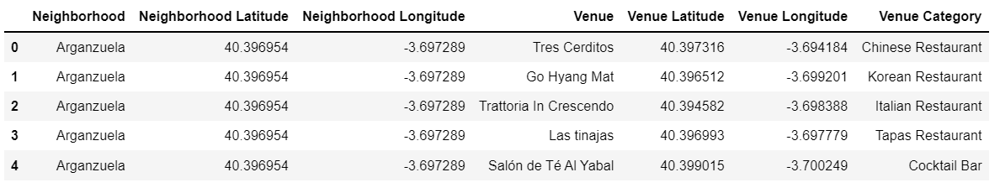 Neighborhood Neighborhood Latitude Neighborhood Longitude Venue Venue Latitude Venue Longitude Venue Category
0 Arganzuela 40.396954 -3.697289 Tres Cerditos 40.397316 -3.694184 Chinese Restaurant
1 Arganzuela 40.396954 -3.697289 Go Hyang Mat 40.396512 -3.699201 Korean Restaurant
2 Arganzuela 40.396954 -3.697289 Trattoria In Crescendo 40.394582 -3.698388 Italian Restaurant
3 Arganzuela 40.396954 -3.697289 Las tinajas 40.396993 -3.697779 Tapas Restaurant
4 Arganzuela 40.396954 -3.697289 Salón de Té Al Yabal 40.399015 -3.700249 Cocktail Bar